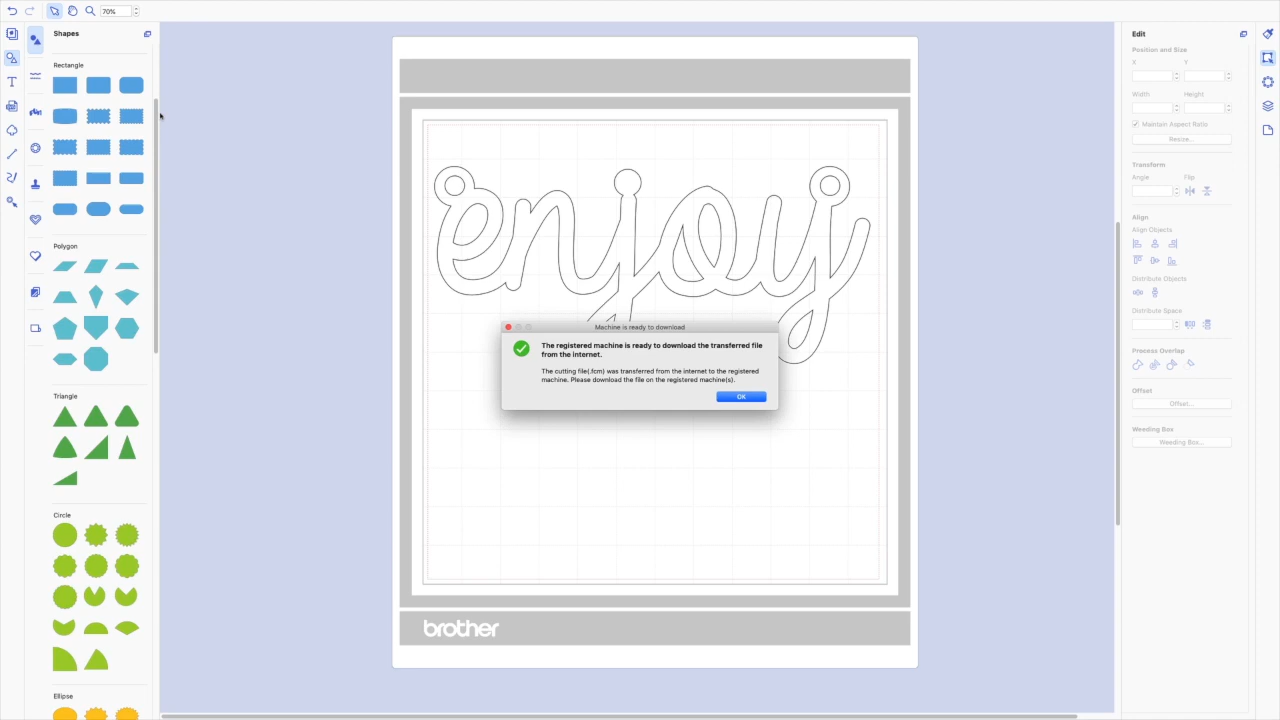 70%
Shapes
Rectangle
Polygon
Triangle
Circle
Ellipse
enjoy
brother
Machine is ready to download
The registered machine is ready to download the transferred file
from the internet.
The cutting file(.fcm) was transferred from the internet to the registered
machine. Please download the file on the registered machine(s).
OK
Edit
Position and Size
X Y
Width Height
Maintain Aspect Ratio
Resize...
Transform
Angle Flip
Align
Align Objects
Distribute Objects
Distribute Space
Process Overlap
Offset
Offset...
Weeding Box
Weeding Box...